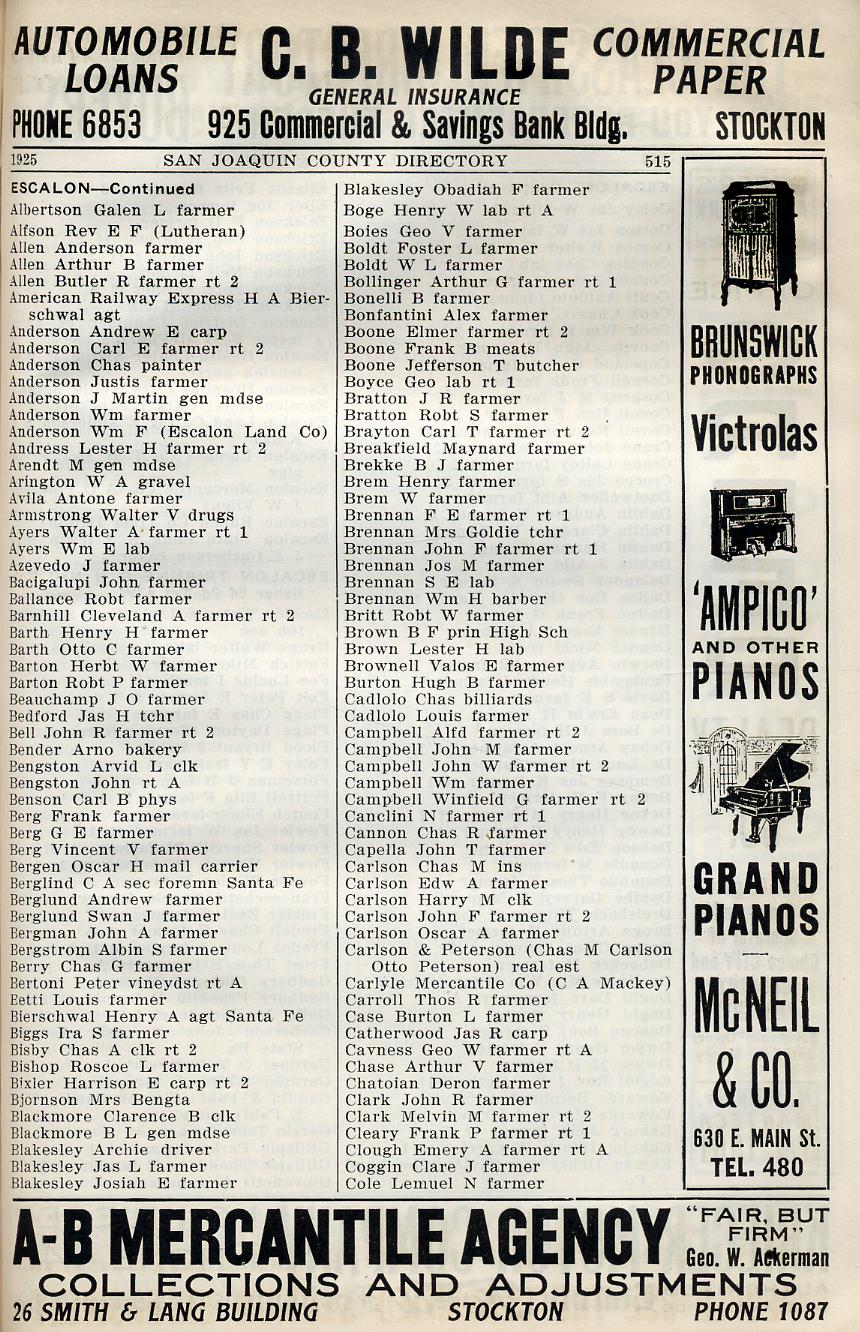 AUTOMOBILE LOANS
C. B. WILDE
GENERAL INSURANCE
COMMERCIAL PAPER
PHONE 6853 925 Commercial & Savings Bank Bldg. STOCKTON
1925 SAN JOAQUIN COUNTY DIRECTORY 515
ESCALON—Continued
Albertson Galen L farmer
Alfson Rev E F (Lutheran)
Allen Anderson farmer
Allen Arthur B farmer
Allen Butler R farmer rt 2
American Railway Express H A Bier-
schwal agt
Anderson Andrew E carp
Anderson Carl E farmer rt 2
Anderson Chas painter
Anderson Justis farmer
Anderson J Martin gen mdse
Anderson Wm farmer
Anderson Wm F (Escalon Land Co)
Andress Lester H farmer rt 2
Arendt M gen mdse
Arington W A gravel
Avila Antone farmer
Armstrong Walter V drugs
Ayers Walter A farmer rt 1
Ayers Wm E lab
Azevedo J farmer
Bacigalupi John farmer
Ballance Robt farmer
Barnhill Cleveland A farmer rt 2
Barth Henry H farmer
Barth Otto C farmer
Barton Herbt W farmer
Barton Robt P farmer
Beauchamp J O farmer
Bedford Jas H tchr
Bell John R farmer rt 2
Bender Arno bakery
Bengston Arvid L clk
Bengston John rt A
Benson Carl B phys
Berg Frank farmer
Berg G E farmer
Berg Vincent V farmer
Bergen Oscar H mail carrier
Berglind C A sec foremn Santa Fe
Berglund Andrew farmer
Berglund Swan J farmer
Bergman John A farmer
Bergstrom Albin S farmer
Berry Chas G farmer
Bertoni Peter vineydst rt A
Betti Louis farmer
Bierschwal Henry A agt Santa Fe
Biggs Ira S farmer
Bisby Chas A clk rt 2
Bishop Roscoe L farmer
Bixler Harrison E carp rt 2
Bjornson Mrs Bengta
Blackmore Clarence B clk
Blackmore B L gen mdse
Blakesley Archie driver
Blakesley Jas L farmer
Blakesley Josiah E farmer
Blakesley Obadiah F farmer
Boge Henry W lab rt A
Boies Geo V farmer
Boldt Foster L farmer
Boldt W L farmer
Bollinger Arthur G farmer rt 1
Bonelli B farmer
Bonfantini Alex farmer
Boone Elmer farmer rt 2
Boone Frank B meats
Boone Jefferson T butcher
Boyce Geo lab rt 1
Bratton J R farmer
Bratton Robt S farmer
Brayton Carl T farmer rt 2
Breakfield Maynard farmer
Brekke B J farmer
Brem Henry farmer
Brem W farmer
Brennan F E farmer rt 1
Brennan Mrs Goldie tchr
Brennan John F farmer rt 1
Brennan Jos M farmer
Brennan S E lab
Brennan Wm H barber
Britt Robt W farmer
Brown B F prin High Sch
Brown Lester H lab
Brownell Valos E farmer
Burton Hugh B farmer
Cadlolo Chas billiards
Cadlolo Louis farmer
Campbell Alfd farmer rt 2
Campbell John M farmer
Campbell John W farmer rt 2
Campbell Wm farmer
Campbell Winfield G farmer rt 2
Canclini N farmer rt 1
Cannon Chas R farmer
Capella John T farmer
Carlson Chas M ins
Carlson Edw A farmer
Carlson Harry M clk
Carlson John F farmer rt 2
Carlson Oscar A farmer
Carlson & Peterson (Chas M Carlson
Otto Peterson) real est
Carlyle Mercantile Co (C A Mackey)
Carroll Thos R farmer
Case Burton L farmer
Catherwood Jas R carp
Cavness Geo W farmer rt A
Chase Arthur V farmer
Chatoian Deron farmer
Clark John R farmer
Clark Melvin M farmer rt 2
Cleary Frank P farmer rt 1
Clough Emery A farmer rt A
Coggin Clare J farmer
Cole Lemuel N farmer
BRUNSWICK
PHONOGRAPHS
Victrolas
'AMPICO'
AND OTHER
PIANOS
GRAND
PIANOS
McNEIL
& CO.
630 E. MAIN St.
TEL. 480
A-B MERCANTILE AGENCY
"FAIR, BUT
FIRM"
Geo. W. Ackerman
COLLECTIONS AND ADJUSTMENTS
26 SMITH & LANG BUILDING STOCKTON PHONE 1087